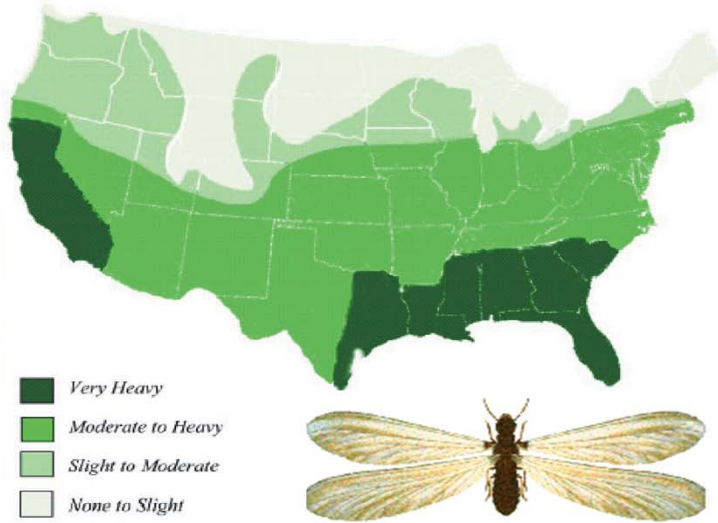 Very Heavy
Moderate to Heavy
Slight to Moderate
None to Slight